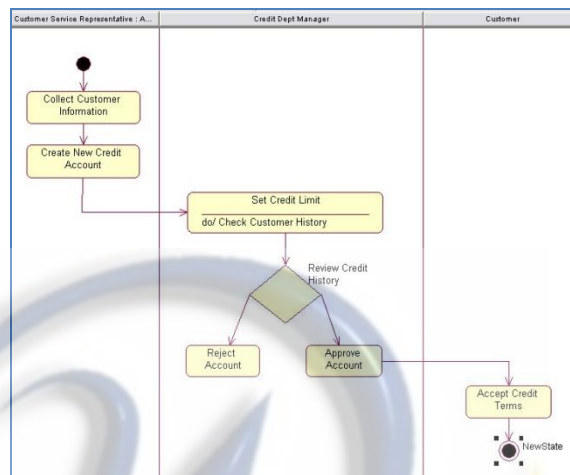 Customer Service Representative : A...
Credit Dept Manager
Customer
Collect Customer
Information
Create New Credit
Account
Set Credit Limit
do/ Check Customer History
Review Credit
History
Reject
Account
Approve
Account
Accept Credit
Terms
NewState